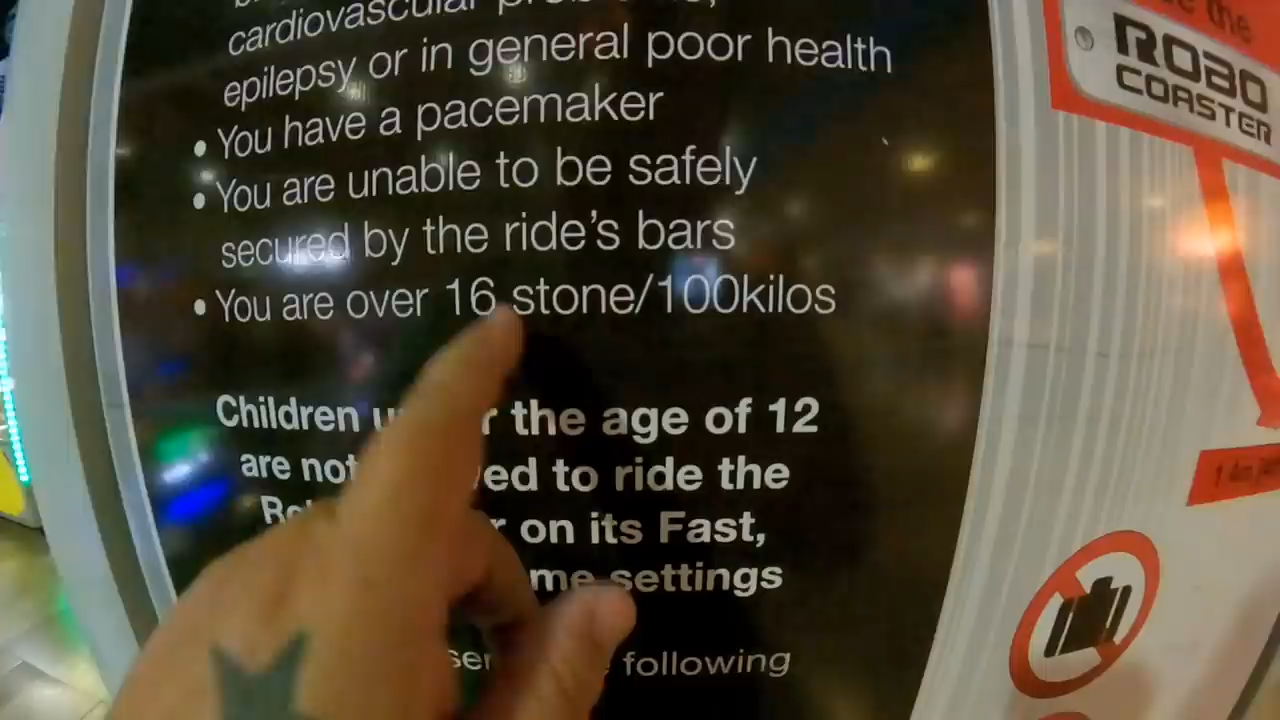 cardiovascular
epilepsy or in general poor health
• You have a pacemaker
• You are unable to be safely
secured by the ride's bars
• You are over 16 stone/100kilos
Children the age of 12
are not to ride the
on its Fast,
settings
following
the
ROBO
COASTER